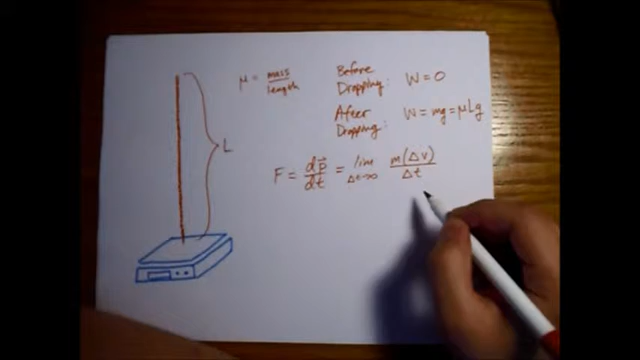 μ = mass / length
Before Dropping: W = 0
After Dropping: W = mg = μLg
L
F = dp⃗/dt = lim Δt→0 m(Δv)/Δt